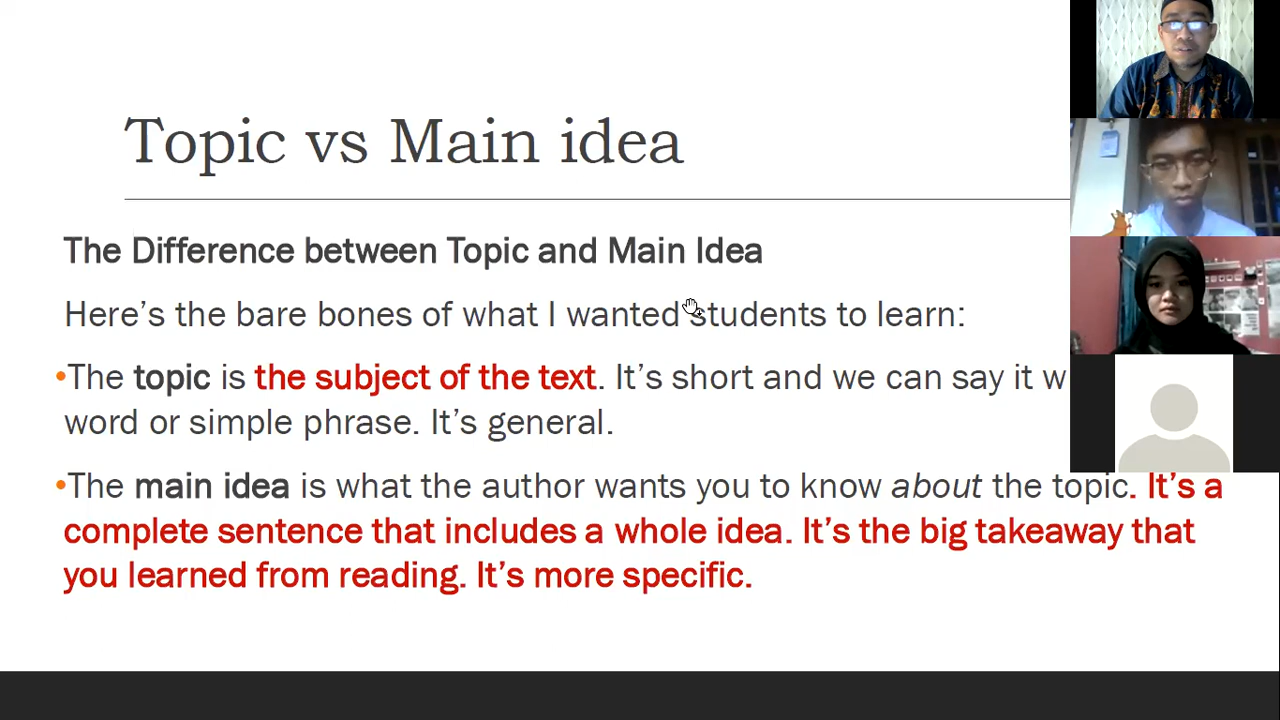 Topic vs Main idea
The Difference between Topic and Main Idea
Here's the bare bones of what I wanted students to learn:
•The topic is the subject of the text. It's short and we can say it
word or simple phrase. It's general.
•The main idea is what the author wants you to know about the topic. It's a
complete sentence that includes a whole idea. It's the big takeaway that
you learned from reading. It's more specific.